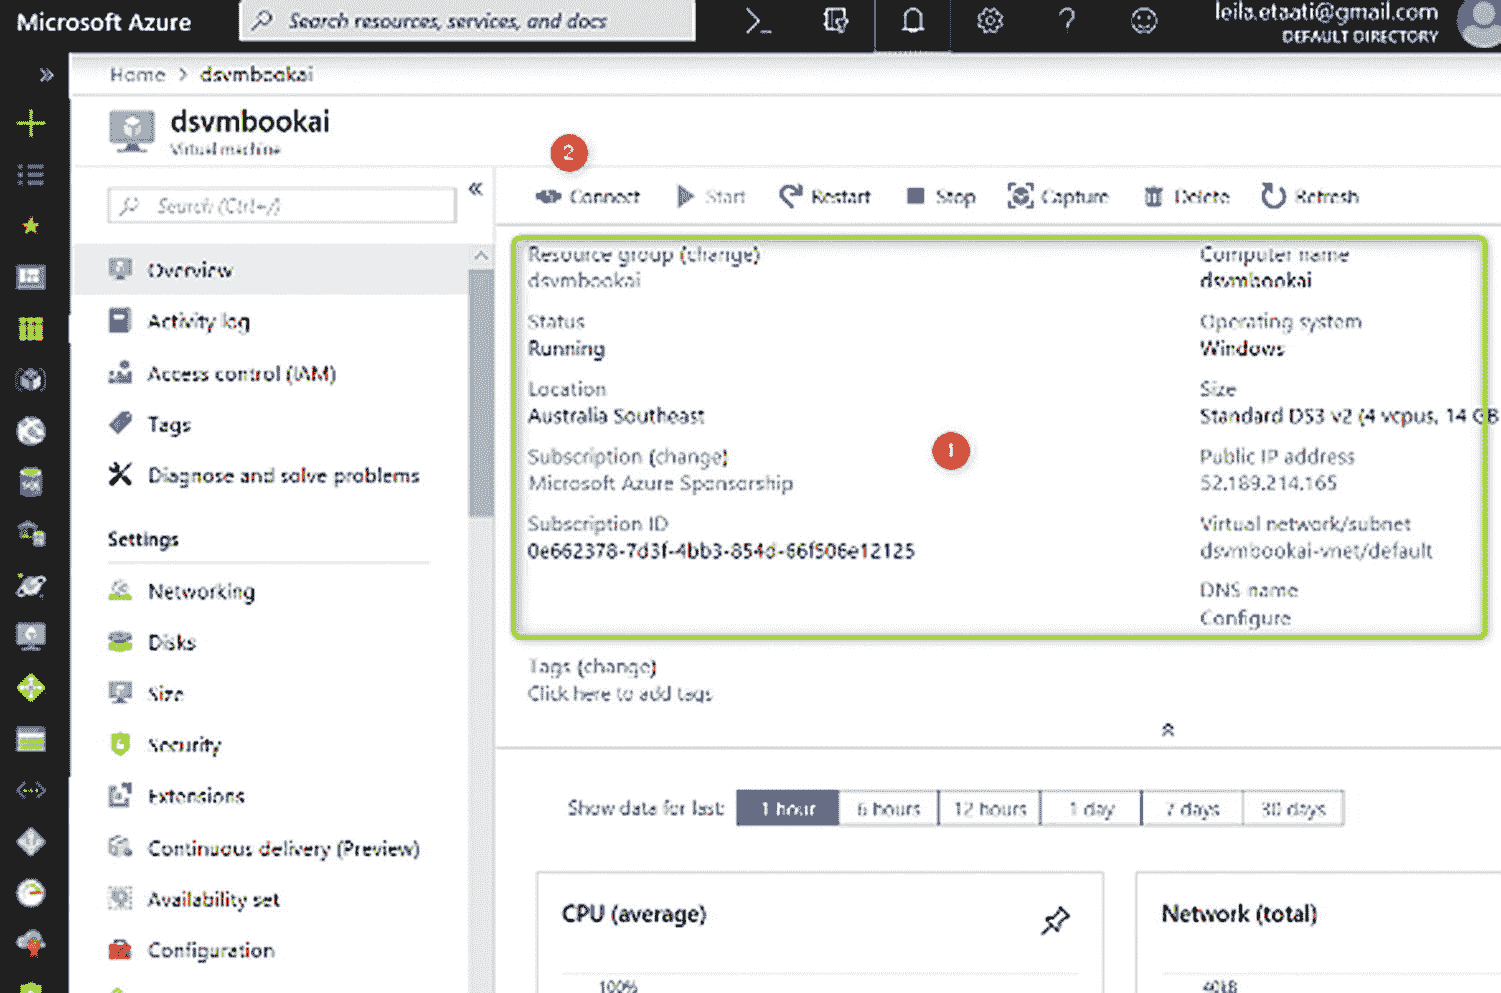 Microsoft Azure
Search resources, services, and docs
leila.etaati@gmail.com
DEFAULT DIRECTORY
Home > dsvmbookai
dsvmbookai
Virtual machine
2
Search (Ctrl+/)
Connect
Start
Restart
Stop
Capture
Delete
Refresh
Overview
Activity log
Access control (IAM)
Tags
Diagnose and solve problems
Settings
Networking
Disks
Size
Security
Extensions
Continuous delivery (Preview)
Availability set
Configuration
Resource group (change)
dsvmbookai
Status
Running
Location
Australia Southeast
Subscription (change)
Microsoft Azure Sponsorship
Subscription ID
0e662378-7d3f-4bb3-854d-66f506e12125
1
Computer name
dsvmbookai
Operating system
Windows
Size
Standard DS3 v2 (4 vcpus, 14 GB
Public IP address
52.189.214.165
Virtual network/subnet
dsvmbookai-vnet/default
DNS name
Configure
Tags (change)
Click here to add tags
Show data for last:
1 hour
6 hours
12 hours
1 day
7 days
30 days
CPU (average)
100%
Network (total)
40kB